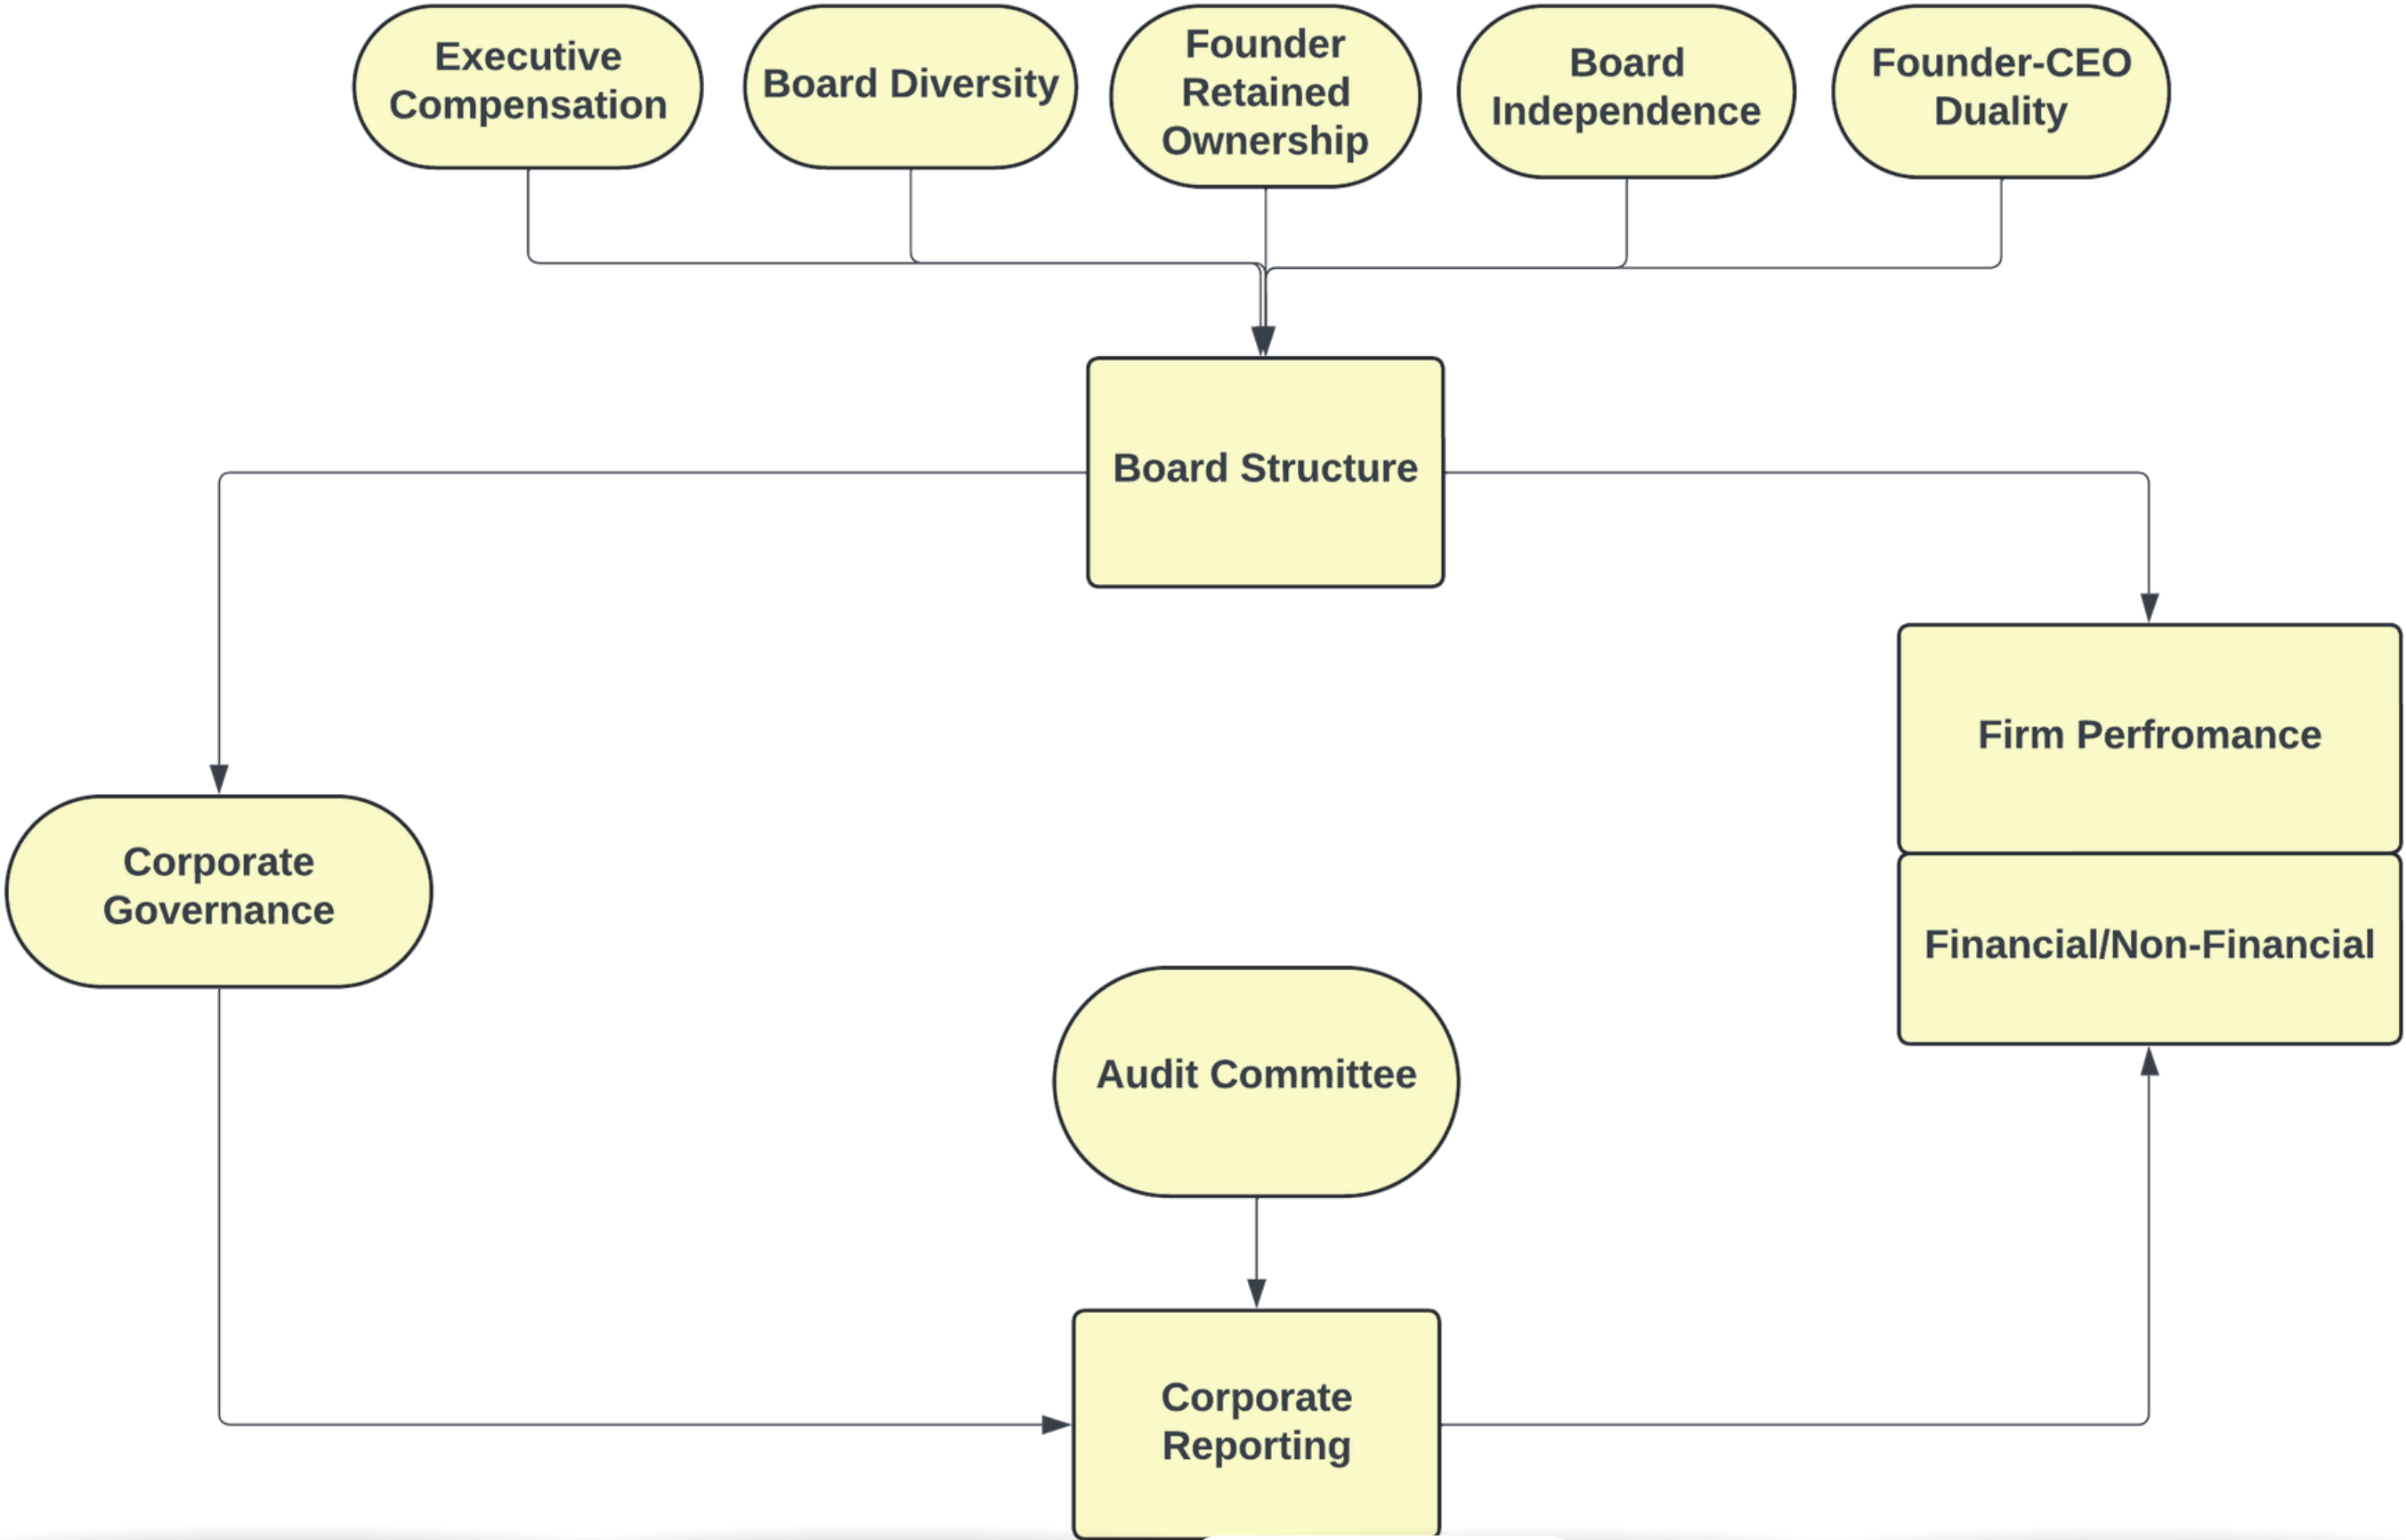 Executive
Compensation
Board Diversity
Founder
Retained
Ownership
Board
Independence
Founder-CEO
Duality
Board Structure
Firm Perfromance
Corporate
Governance
Financial/Non-Financial
Audit Committee
Corporate
Reporting